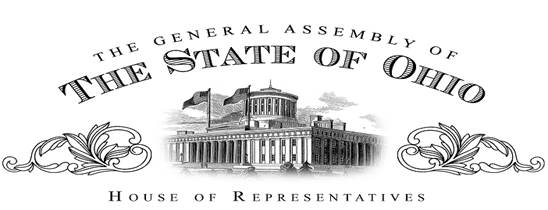 THE GENERAL ASSEMBLY OF
THE STATE OF OHIO
HOUSE OF REPRESENTATIVES